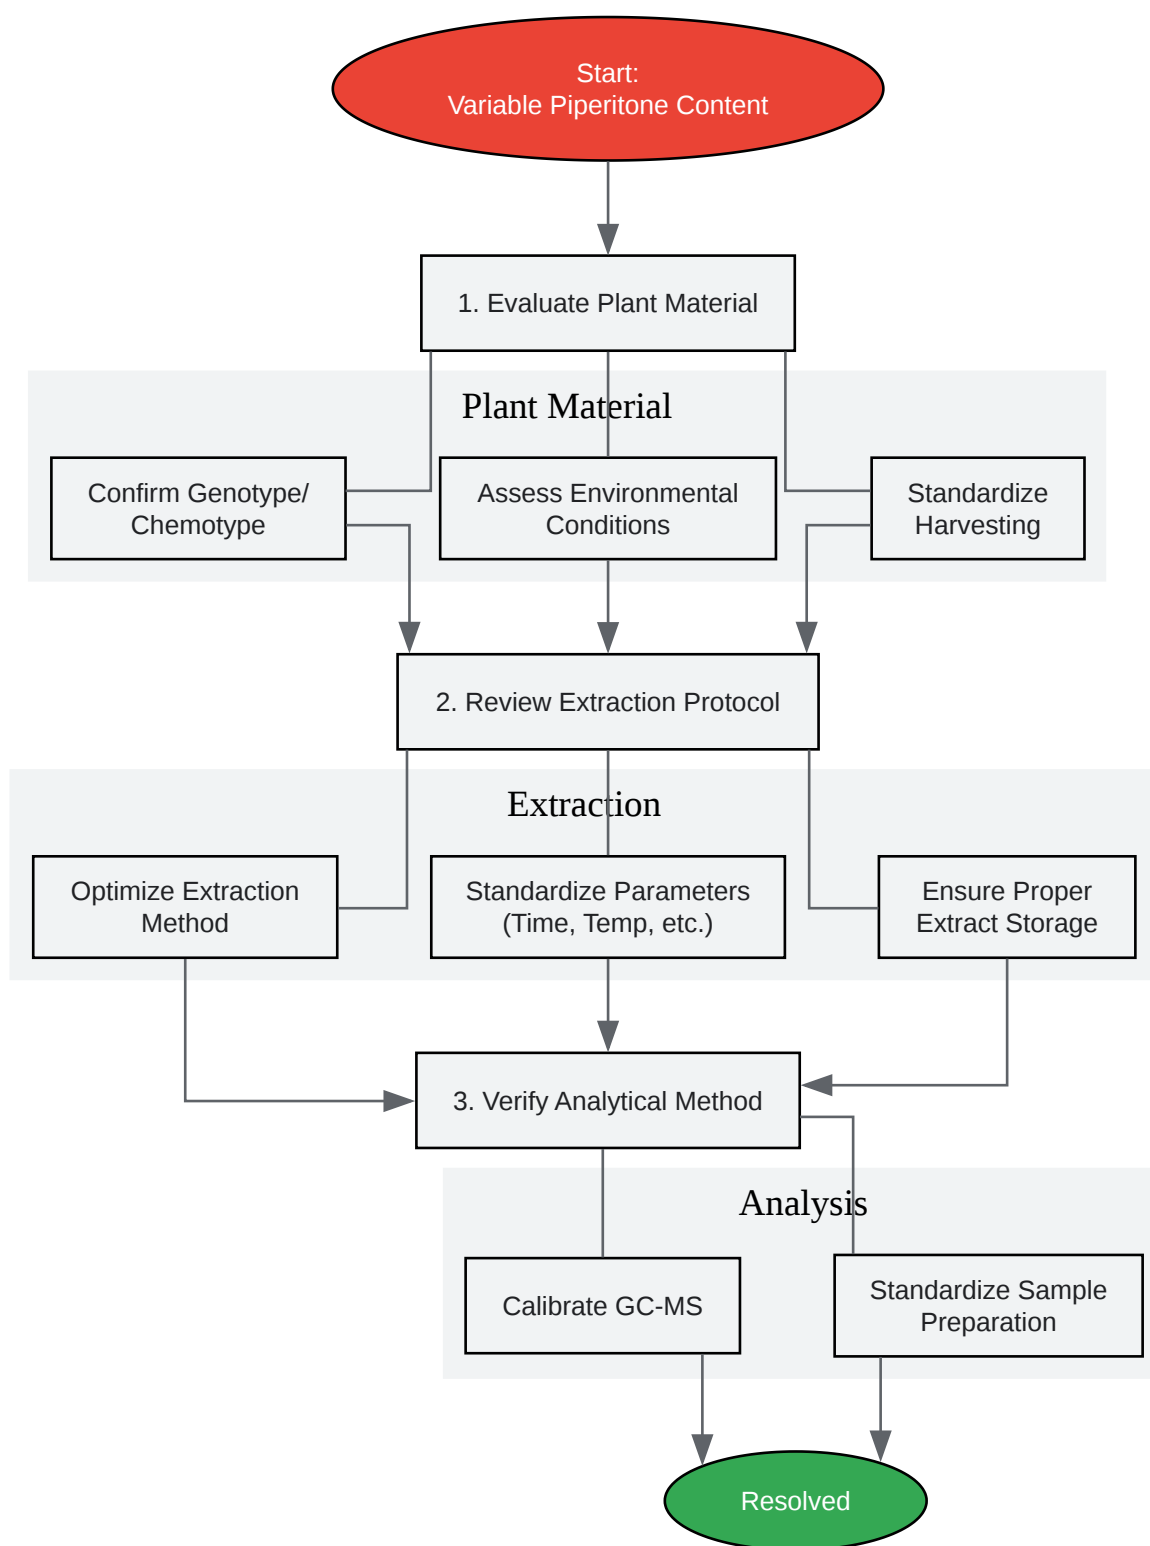 Start:
Variable Piperitone Content
1. Evaluate Plant Material
Plant Material
Confirm Genotype/
Chemotype
Assess Environmental
Conditions
Standardize
Harvesting
2. Review Extraction Protocol
Extraction
Optimize Extraction
Method
Standardize Parameters
(Time, Temp, etc.)
Ensure Proper
Extract Storage
3. Verify Analytical Method
Analysis
Calibrate GC-MS
Standardize Sample
Preparation
Resolved